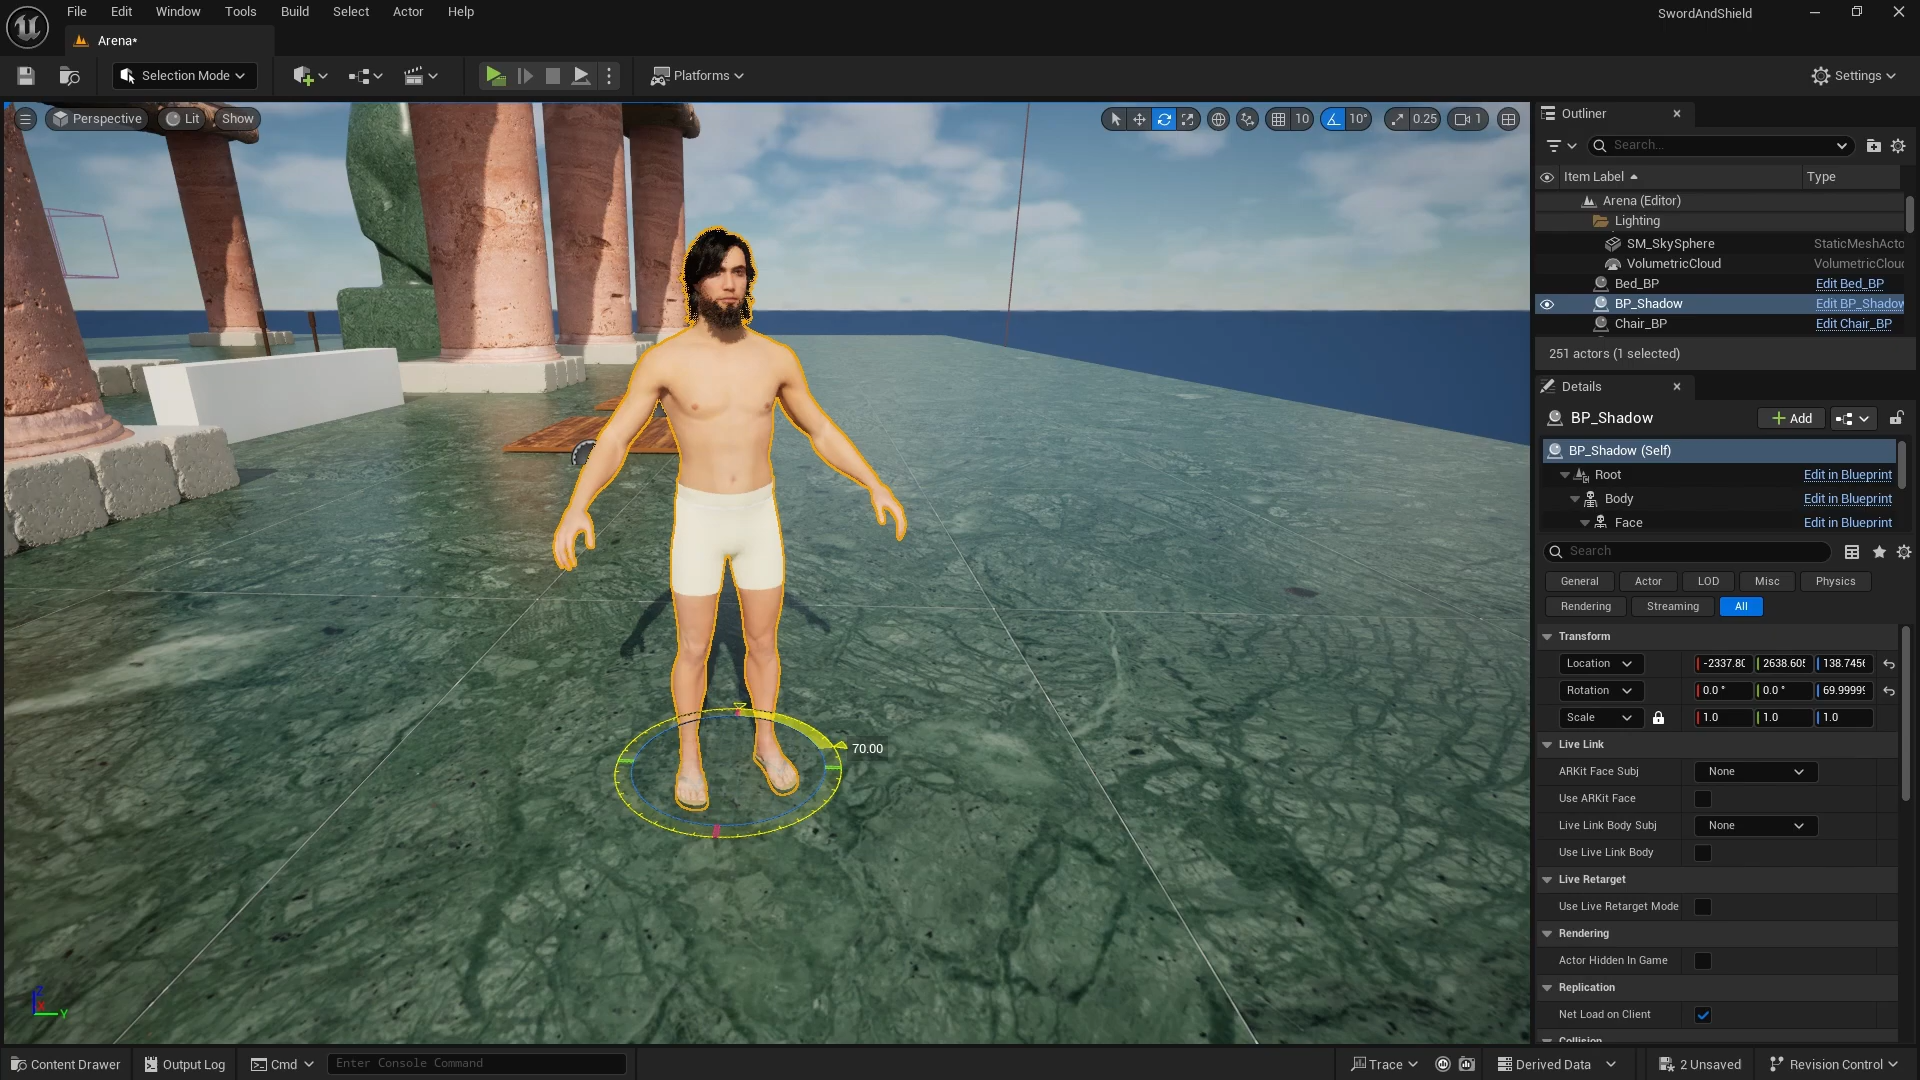 File Edit Window Tools Build Select Actor Help
SwordAndShield
Arena*
Selection Mode
Platforms
Settings
Perspective Lit Show
10 10° 0.25 1
Outliner
Search...
Item Label Type
Arena (Editor)
Lighting
SM_SkySphere StaticMeshActo
VolumetricCloud VolumetricCloud
Bed_BP Edit Bed_BP
BP_Shadow Edit BP_Shadow
Chair_BP Edit Chair_BP
251 actors (1 selected)
Details
BP_Shadow
Add
BP_Shadow (Self)
Root Edit in Blueprint
Body Edit in Blueprint
Face Edit in Blueprint
Search
General Actor LOD Misc Physics
Rendering Streaming All
Transform
Location -2337.80 2638.605 138.7456
Rotation 0.0 ° 0.0 ° 69.99999
Scale 1.0 1.0 1.0
70.00
Live Link
ARKit Face Subj None
Use ARKit Face
Live Link Body Subj None
Use Live Link Body
Live Retarget
Use Live Retarget Mode
Rendering
Actor Hidden In Game
Replication
Net Load on Client
Collision
Z
X
Y
Content Drawer Output Log Cmd Enter Console Command
Trace Derived Data 2 Unsaved Revision Control